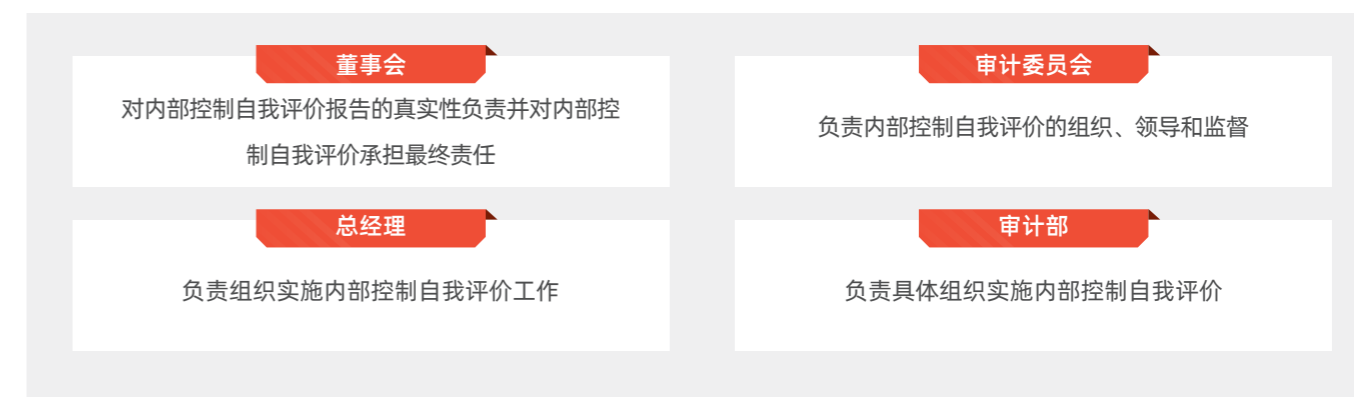 董事会
对内部控制自我评价报告的真实性负责并对内部控
制自我评价承担最终责任
审计委员会
负责内部控制自我评价的组织、领导和监督
总经理
负责组织实施内部控制自我评价工作
审计部
负责具体组织实施内部控制自我评价